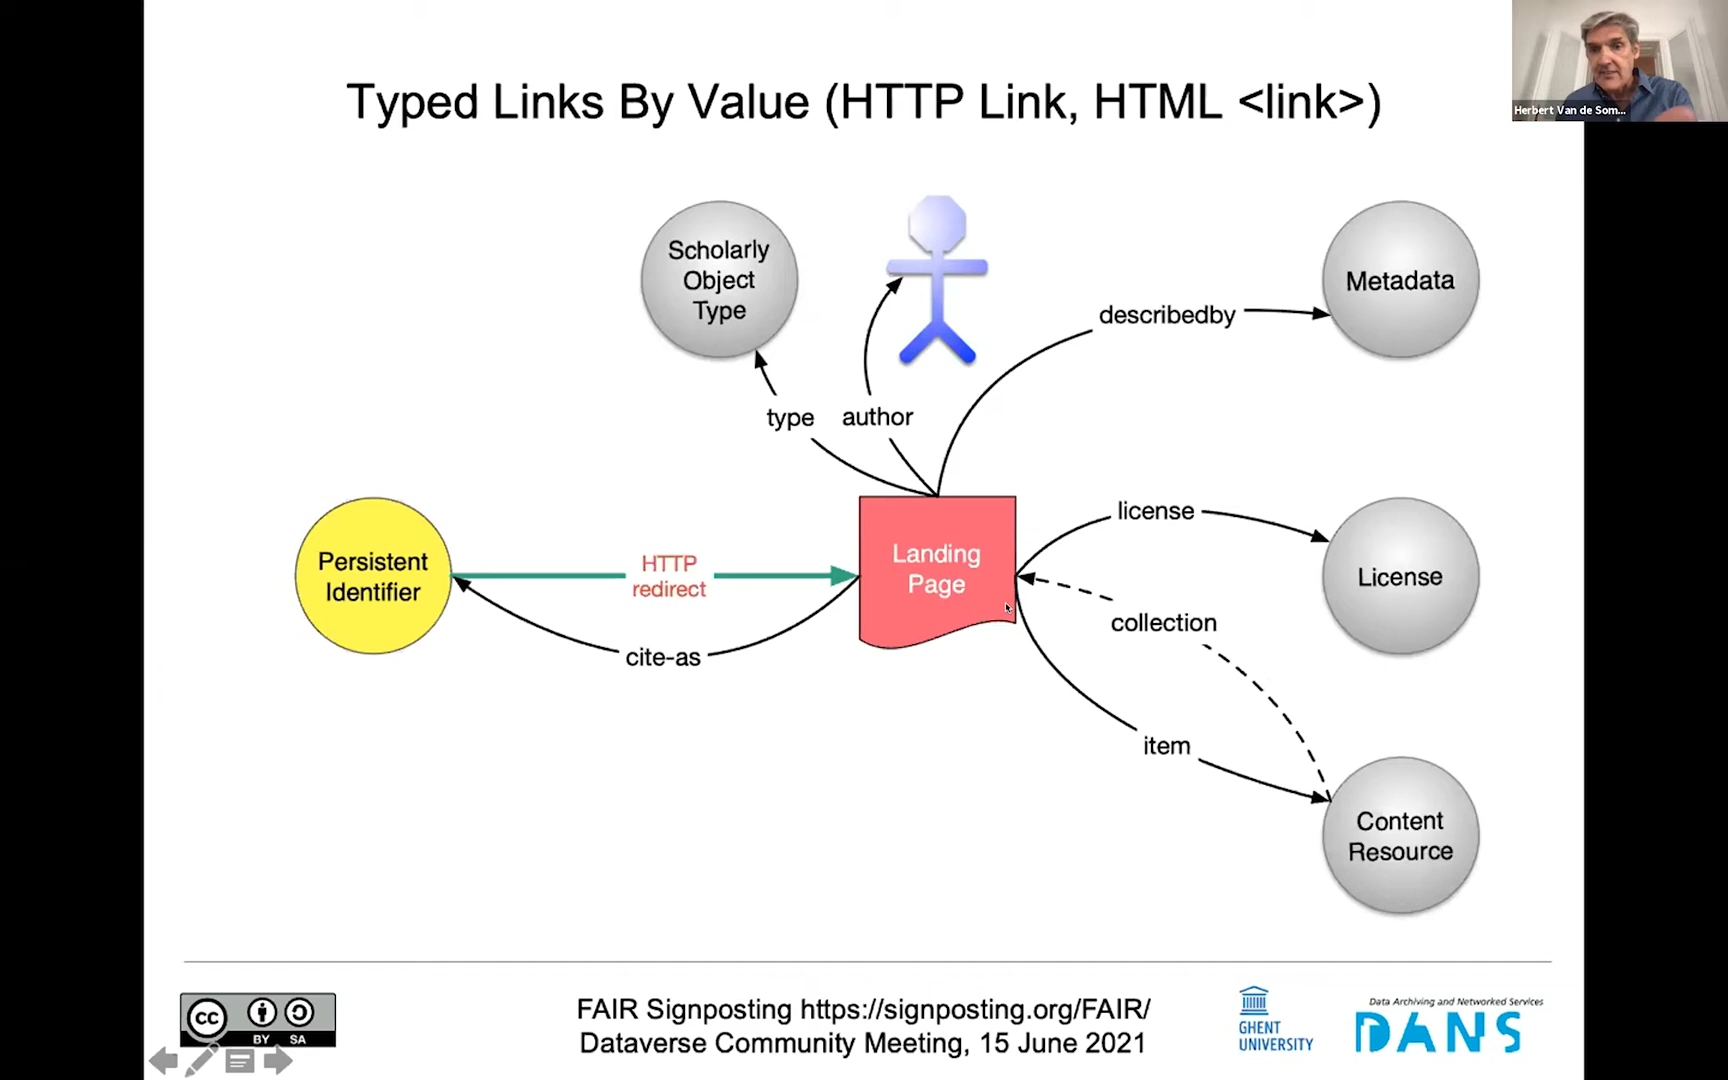 Typed Links By Value (HTTP Link, HTML <link>)
Herbert Van de Som...
Scholarly
Object
Type
Metadata
describedby
type
author
license
Persistent
Identifier
HTTP
redirect
Landing
Page
License
collection
cite-as
item
Content
Resource
cc
BY SA
FAIR Signposting https://signposting.org/FAIR/
Dataverse Community Meeting, 15 June 2021
GHENT
UNIVERSITY
Data Archiving and Networked Services
DANS